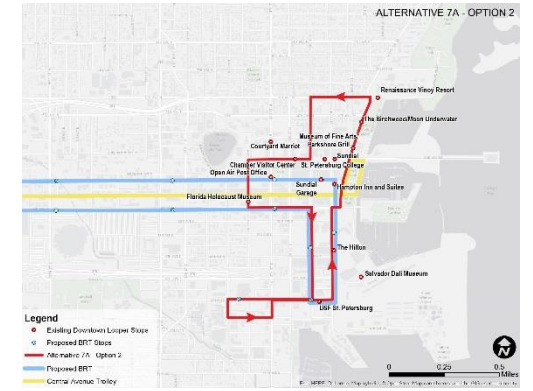 ALTERNATIVE 7A - OPTION 2
Renaissance Vinoy Resort
The Birchwood/Moon Underwater
Museum of Fine Arts
Parkshore Grill
Courtyard Marriot
Sundial
Chamber Visitor Center
St. Petersburg College
Open Air Post Office
Sundial
Garage
Hampton Inn and Suites
Florida Holocaust Museum
The Hilton
Salvador Dali Museum
USF St. Petersburg
Legend
Existing Downtown Looper Stops
Proposed BRT Stops
Alternative 7A - Option 2
Proposed BRT
Central Avenue Trolley
N
0 0.25 0.5
Miles